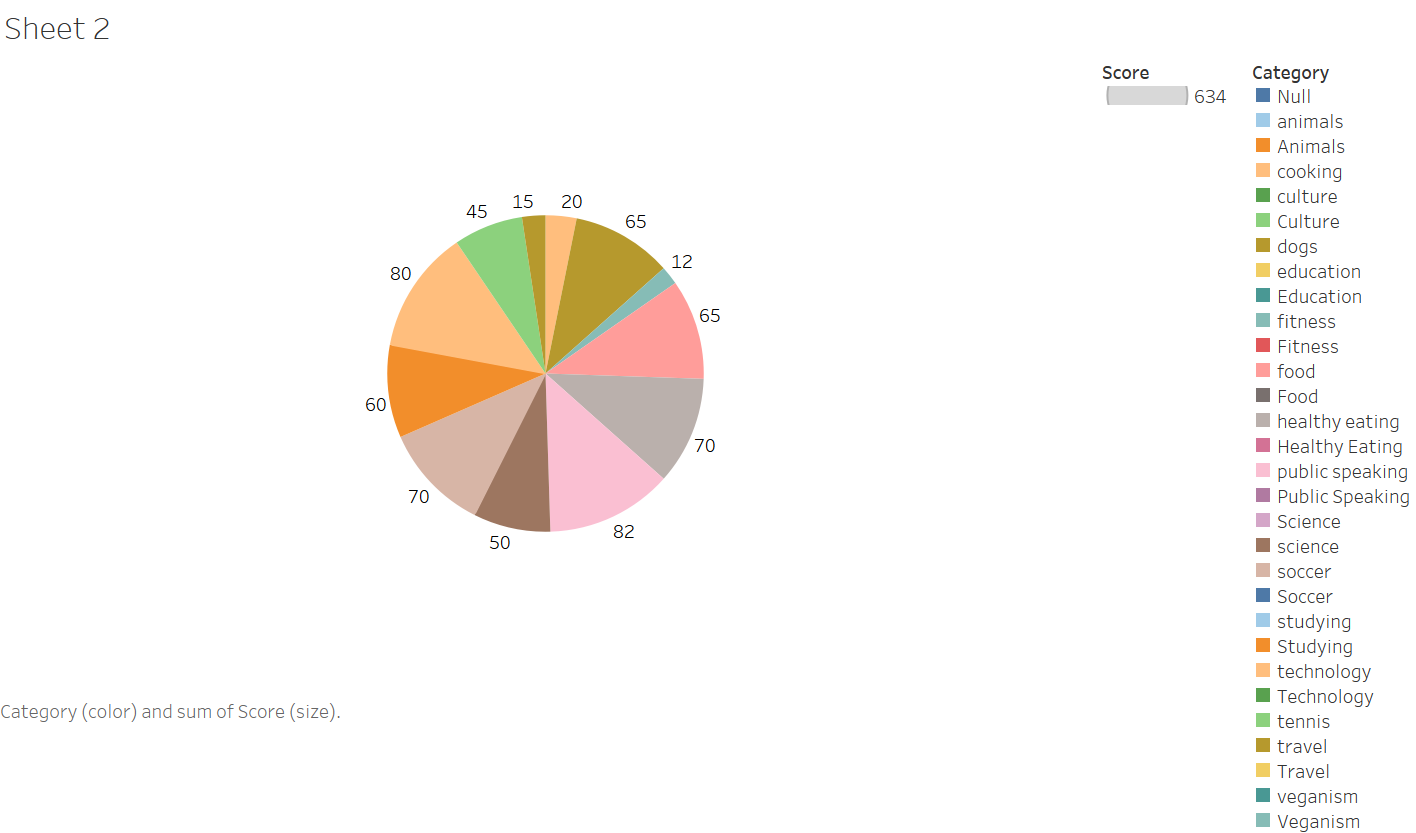 Sheet 2
Score
634
Category
Null
animals
Animals
cooking
culture
Culture
dogs
education
Education
fitness
Fitness
food
Food
healthy eating
Healthy Eating
public speaking
Public Speaking
Science
science
soccer
Soccer
studying
Studying
technology
Technology
tennis
travel
Travel
veganism
Veganism
20
65
12
65
70
82
50
70
60
80
45
15
Category (color) and sum of Score (size).